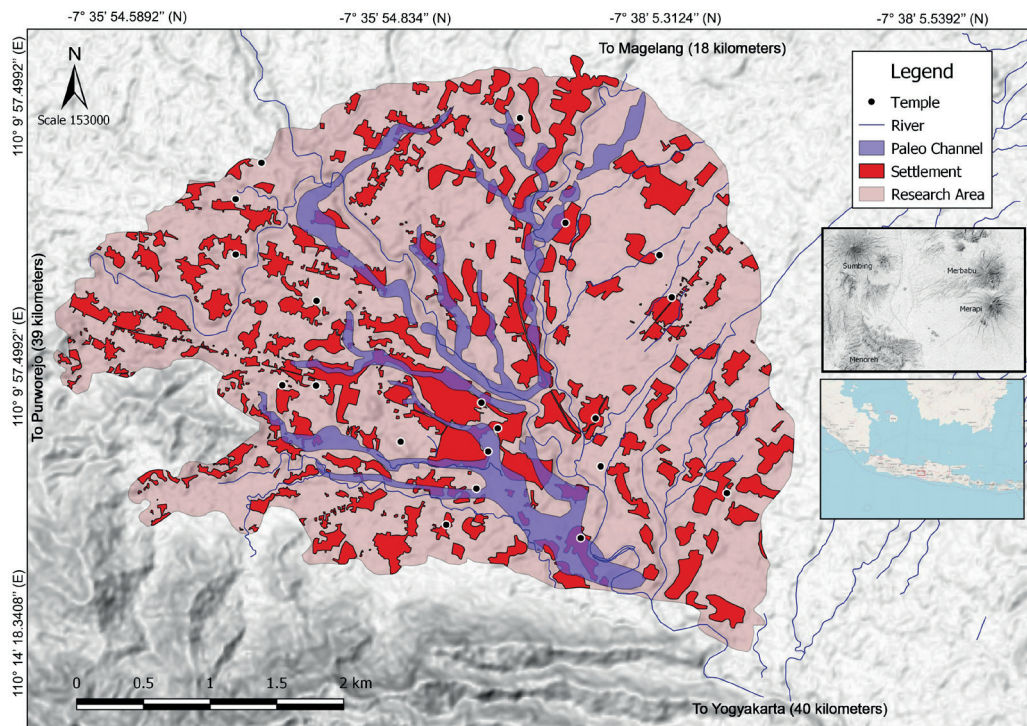 -7° 35' 54.5892" (N)
-7° 35' 54.834" (N)
-7° 38' 5.3124" (N)
-7° 38' 5.5392" (N)
110° 9' 57.4992" (E)
N
Scale 153000
To Magelang (18 kilometers)
Legend
Temple
River
Paleo Channel
Settlement
Research Area
Sumbing
Merbabu
Merapi
Menoreh
To Purworejo (39 kilometers)
110° 9' 57.4992" (E)
110° 14' 18.3408" (E)
0 0.5 1 1.5 2 km
To Yogyakarta (40 kilometers)